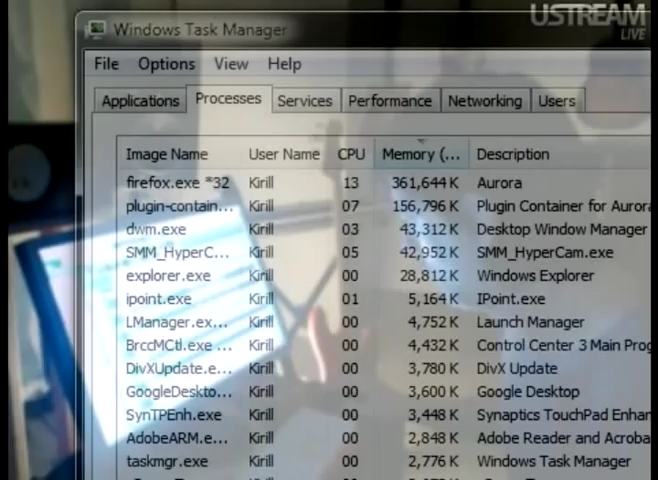 USTREAM
LIVE
Windows Task Manager
File Options View Help
Applications Processes Services Performance Networking Users
Image Name User Name CPU Memory (... Description
firefox.exe *32 Kirill 13 361,644 K Aurora
plugin-contain... Kirill 07 156,796 K Plugin Container for Aurora
dwm.exe Kirill 03 43,312 K Desktop Window Manager
SMM_HyperC... Kirill 05 42,952 K SMM_HyperCam.exe
explorer.exe Kirill 00 28,812 K Windows Explorer
ipoint.exe Kirill 01 5,164 K IPoint.exe
LManager.ex... Kirill 00 4,752 K Launch Manager
BrccMCtl.exe ... Kirill 00 4,432 K Control Center 3 Main Prog
DivXUpdate.e... Kirill 00 3,780 K DivX Update
GoogleDeskto... Kirill 00 3,600 K Google Desktop
SynTPEnh.exe Kirill 00 3,448 K Synaptics TouchPad Enhan
AdobeARM.e... Kirill 00 2,848 K Adobe Reader and Acroba
taskmgr.exe Kirill 00 2,776 K Windows Task Manager